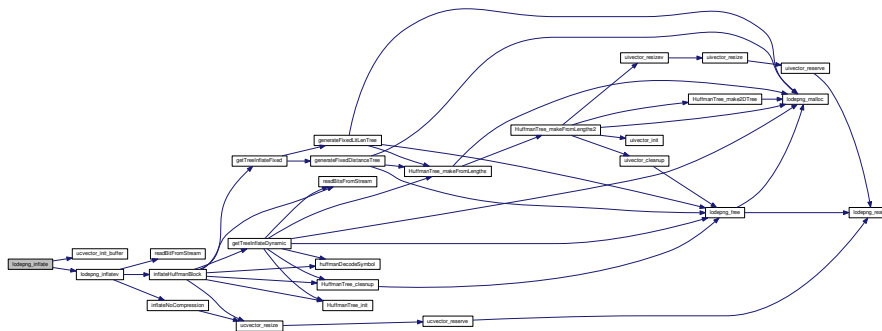 uivector_resizev
uivector_resize
uivector_reserve
HuffmanTree_make2DTree
lodepng_malloc
HuffmanTree_makeFromLengths2
generateFixedLitLenTree
uivector_init
getTreeInflateFixed
generateFixedDistanceTree
uivector_cleanup
HuffmanTree_makeFromLengths
readBitsFromStream
lodepng_free
getTreeInflateDynamic
ucvector_init_buffer
readBitFromStream
lodepng_inflate
huffmanDecodeSymbol
lodepng_inflatev
inflateHuffmanBlock
HuffmanTree_cleanup
inflateNoCompression
HuffmanTree_init
ucvector_resize
ucvector_reserve